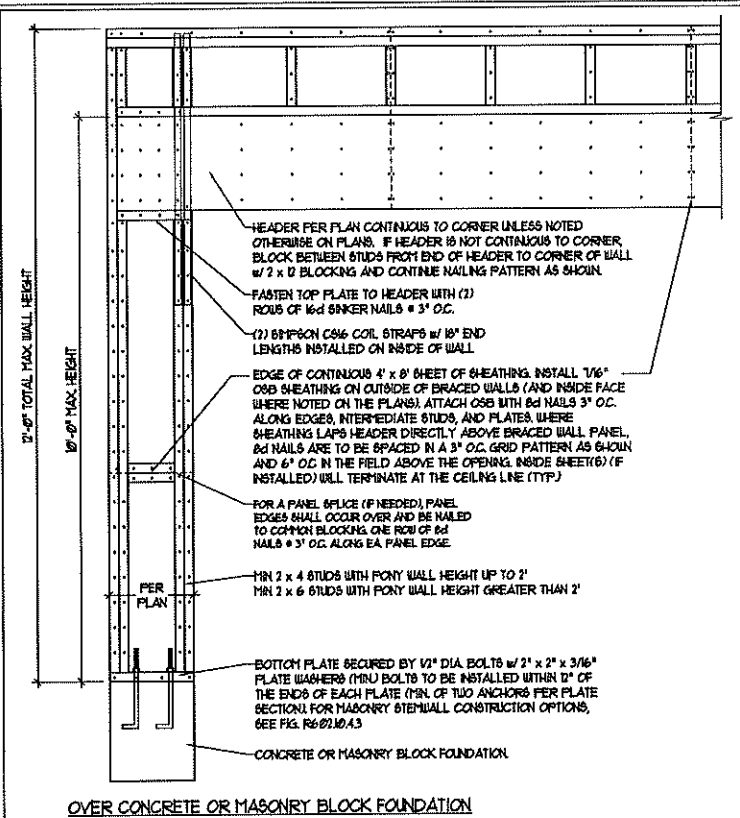 HEADER PER PLAN CONTINUOUS TO CORNER UNLESS NOTED
OTHERWISE ON PLANS. IF HEADER IS NOT CONTINUOUS TO CORNER,
BLOCK BETWEEN STUDS FROM END OF HEADER TO CORNER OF WALL
w/ 2 x 12 BLOCKING AND CONTINUE NAILING PATTERN AS SHOWN.
FASTEN TOP PLATE TO HEADER WITH (2)
ROWS OF 16d SINKER NAILS @ 3" O.C.
(2) SIMPSON CS16 COIL STRAPS w/ 18" END
LENGTHS INSTALLED ON INSIDE OF WALL
12'-0" TOTAL MAX. WALL HEIGHT
10'-0" MAX. HEIGHT
EDGE OF CONTINUOUS 4' x 8' SHEET OF SHEATHING. INSTALL 7/16"
OSB SHEATHING ON OUTSIDE OF BRACED WALLS (AND INSIDE FACE
WHERE NOTED ON THE PLANS). ATTACH OSB WITH 8d NAILS 3" O.C.
ALONG EDGES, INTERMEDIATE STUDS, AND PLATES. WHERE
SHEATHING LAPS HEADER DIRECTLY ABOVE BRACED WALL PANEL,
8d NAILS ARE TO BE SPACED IN A 3" O.C. GRID PATTERN AS SHOWN
AND 6" O.C. IN THE FIELD ABOVE THE OPENING. INSIDE SHEET(S) (IF
INSTALLED) WILL TERMINATE AT THE CEILING LINE (TYP.)
FOR A PANEL SPLICE (IF NEEDED), PANEL
EDGES SHALL OCCUR OVER AND BE NAILED
TO COMMON BLOCKING. ONE ROW OF 8d
NAILS @ 3" O.C. ALONG EA. PANEL EDGE.
PER
PLAN
MIN 2 x 4 STUDS WITH PONY WALL HEIGHT UP TO 2'
MIN 2 x 6 STUDS WITH PONY WALL HEIGHT GREATER THAN 2'
BOTTOM PLATE SECURED BY 1/2" DIA. BOLTS w/ 2" x 2" x 3/16"
PLATE WASHERS (MIN.) BOLTS TO BE INSTALLED WITHIN 12" OF
THE ENDS OF EACH PLATE (MIN. OF TWO ANCHORS PER PLATE
SECTION). FOR MASONRY STEMWALL CONSTRUCTION OPTIONS,
SEE FIG. R602.10.4.3
CONCRETE OR MASONRY BLOCK FOUNDATION.
OVER CONCRETE OR MASONRY BLOCK FOUNDATION